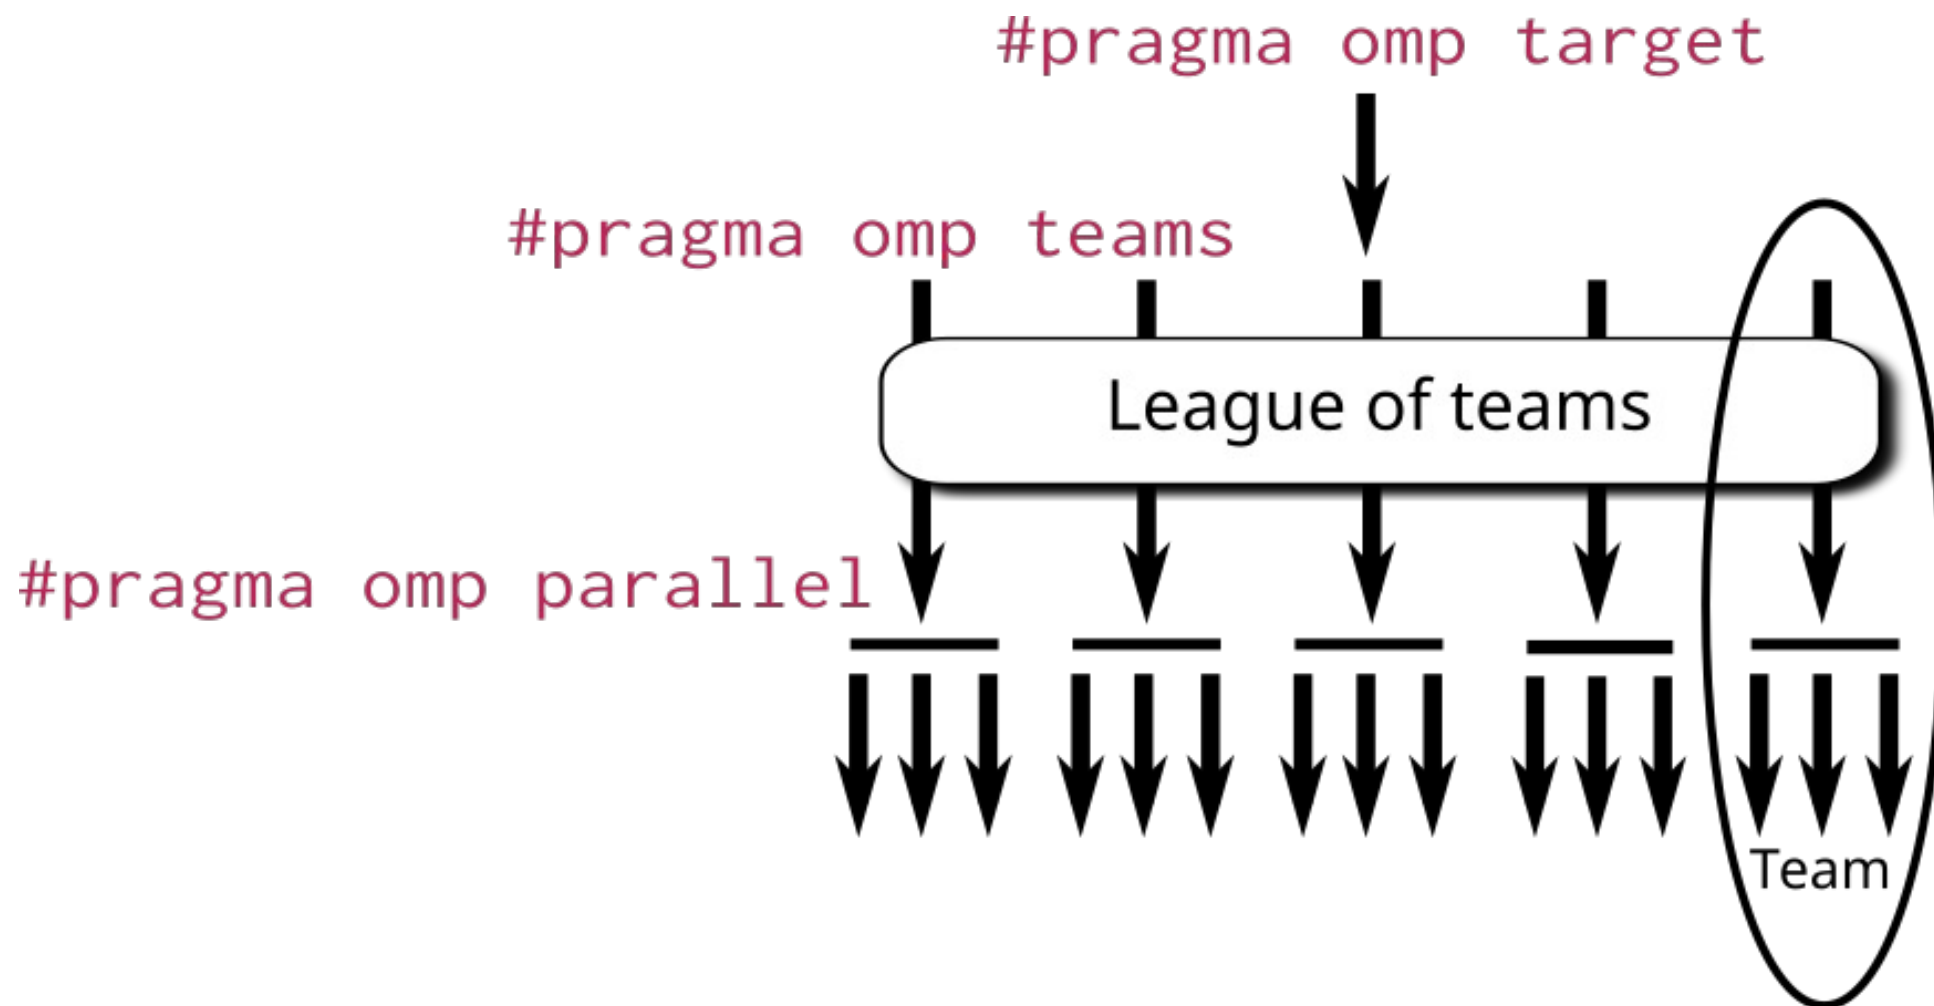 #pragma omp target
#pragma omp teams
League of teams
#pragma omp parallel
Team